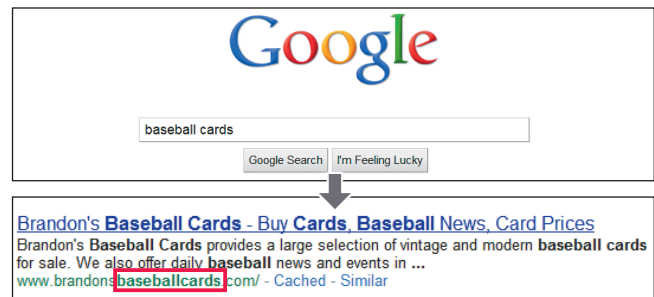 Google
baseball cards
Google Search I'm Feeling Lucky
Brandon's Baseball Cards - Buy Cards, Baseball News, Card Prices
Brandon's Baseball Cards provides a large selection of vintage and modern baseball cards
for sale. We also offer daily baseball news and events in ...
www.brandonsbaseballcards.com/ - Cached - Similar